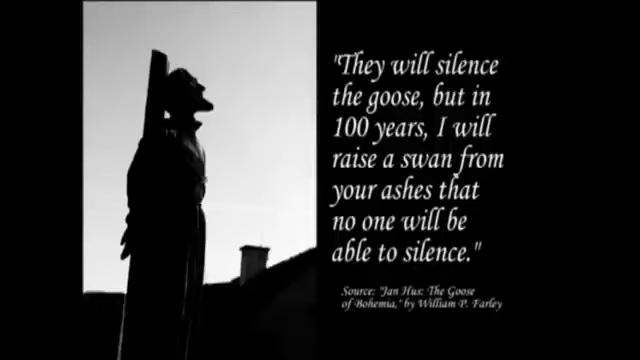 "They will silence
the goose, but in
100 years, I will
raise a swan from
your ashes that
no one will be
able to silence."
Source: "Jan Hus: The Goose
of Bohemia," by William P. Farley